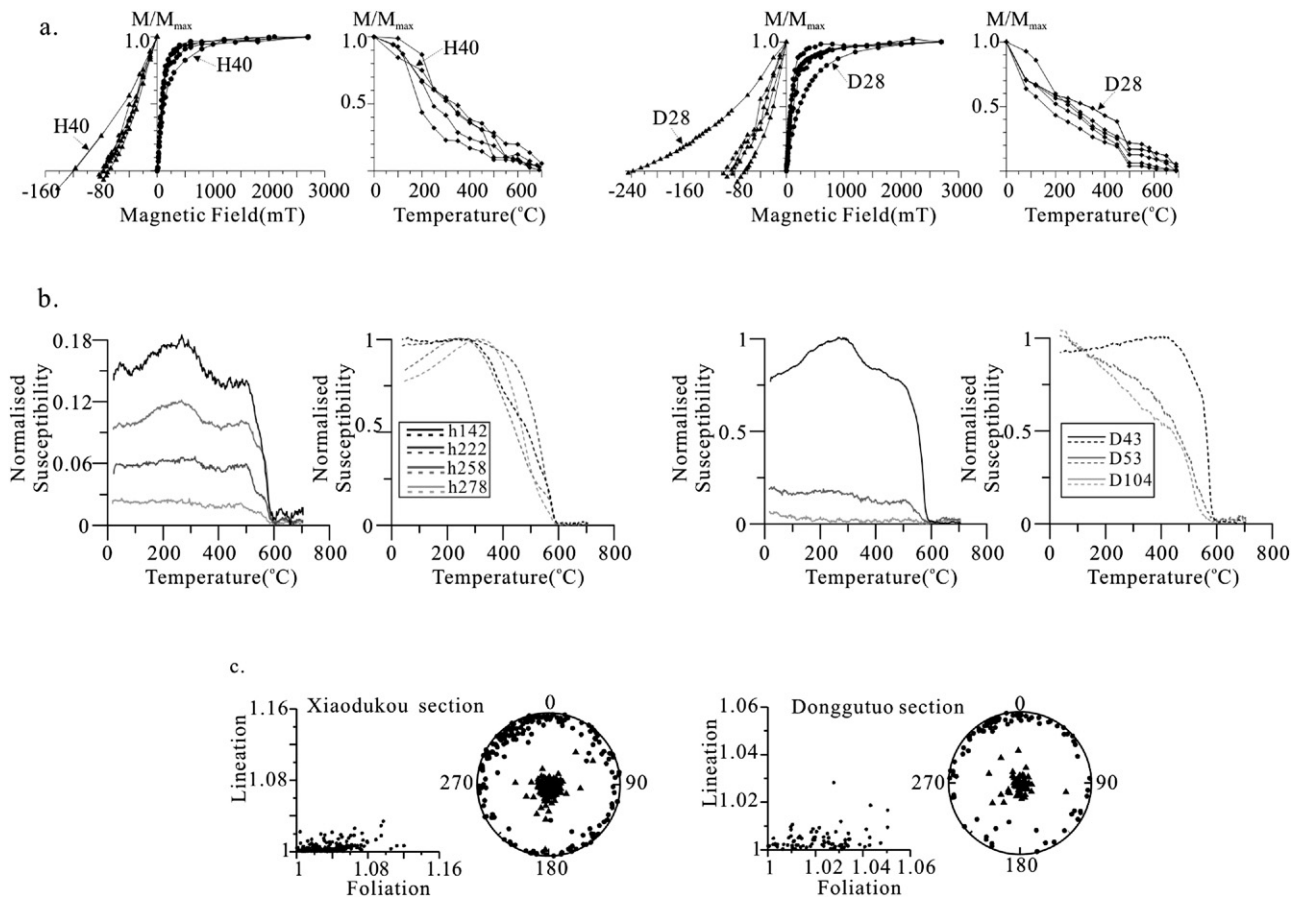 a.
M/Mmax
1.0
H40
H40
-160 -80 0 1000 2000 3000
Magnetic Field(mT)
M/Mmax
1.0
0.5
H40
200 400 600
Temperature(°C)
M/Mmax
1.0
D28
D28
-240 -160 -80 0 1000 2000 3000
Magnetic Field(mT)
M/Mmax
1.0
0.5
D28
200 400 600
Temperature(°C)
b.
Normalised
Susceptibility
0.18
0.12
0.06
0
0 200 400 600 800
Temperature(°C)
Normalised
Susceptibility
1
0.5
0
h142
h222
h258
h278
0 200 400 600 800
Temperature(°C)
Normalised
Susceptibility
1
0.5
0
0 200 400 600 800
Temperature(°C)
Normalised
Susceptibility
1
0.5
0
D43
D53
D104
0 200 400 600 800
Temperature(°C)
c.
Xiaodukou section
Lineation
1.16
1.08
1
1 1.08 1.16
Foliation
0
270
90
180
Donggutuo section
Lineation
1.06
1.04
1.02
1
1 1.02 1.04 1.06
Foliation
0
270
90
180